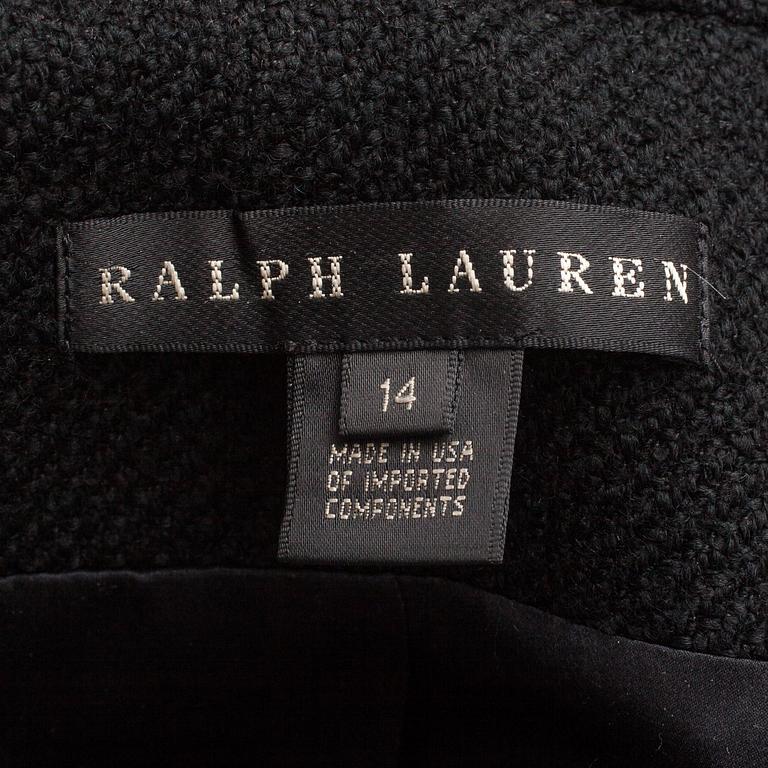 RALPH LAUREN
14
MADE IN USA
OF IMPORTED
COMPONENTS